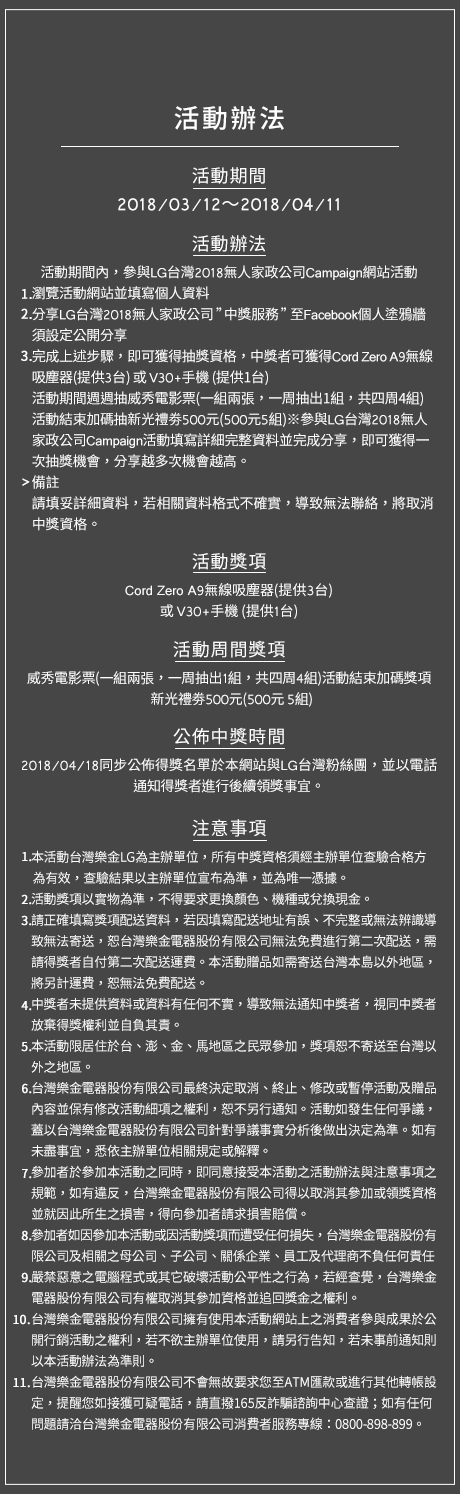 活動辦法
活動期間
2018/03/12～2018/04/11
活動辦法
活動期間內，參與LG台灣2018無人家政公司Campaign網站活動
1.瀏覽活動網站並填寫個人資料
2.分享LG台灣2018無人家政公司＂中獎服務＂至Facebook個人塗鴉牆
須設定公開分享
3.完成上述步驟，即可獲得抽獎資格，中獎者可獲得Cord Zero A9無線
吸塵器(提供3台) 或 V30+手機 (提供1台)
活動期間週週抽威秀電影票(一組兩張，一周抽出1組，共四周4組)
活動結束加碼抽新光禮劵500元(500元5組)※參與LG台灣2018無人
家政公司Campaign活動填寫詳細完整資料並完成分享，即可獲得一
次抽獎機會，分享越多次機會越高。
> 備註
請填妥詳細資料，若相關資料格式不確實，導致無法聯絡，將取消
中獎資格。
活動獎項
Cord Zero A9無線吸塵器(提供3台)
或 V30+手機 (提供1台)
活動周間獎項
威秀電影票(一組兩張，一周抽出1組，共四周4組)活動結束加碼獎項
新光禮劵500元(500元 5組)
公佈中獎時間
2018/04/18同步公佈得獎名單於本網站與LG台灣粉絲團，並以電話
通知得獎者進行後續領獎事宜。
注意事項
1.本活動台灣樂金LG為主辦單位，所有中獎資格須經主辦單位查驗合格方
為有效，查驗結果以主辦單位宣布為準，並為唯一憑據。
2.活動獎項以實物為準，不得要求更換顏色、機種或兌換現金。
3.請正確填寫獎項配送資料，若因填寫配送地址有誤、不完整或無法辨識導
致無法寄送，恕台灣樂金電器股份有限公司無法免費進行第二次配送，需
請得獎者自付第二次配送運費。本活動贈品如需寄送台灣本島以外地區，
將另計運費，恕無法免費配送。
4.中獎者未提供資料或資料有任何不實，導致無法通知中獎者，視同中獎者
放棄得獎權利並自負其責。
5.本活動限居住於台、澎、金、馬地區之民眾參加，獎項恕不寄送至台灣以
外之地區。
6.台灣樂金電器股份有限公司最終決定取消、終止、修改或暫停活動及贈品
內容並保有修改活動細項之權利，恕不另行通知。活動如發生任何爭議，
蓋以台灣樂金電器股份有限公司針對爭議事實分析後做出決定為準。如有
未盡事宜，悉依主辦單位相關規定或解釋。
7.參加者於參加本活動之同時，即同意接受本活動之活動辦法與注意事項之
規範，如有違反，台灣樂金電器股份有限公司得以取消其參加或領獎資格
並就因此所生之損害，得向參加者請求損害賠償。
8.參加者如因參加本活動或因活動獎項而遭受任何損失，台灣樂金電器股份有
限公司及相關之母公司、子公司、關係企業、員工及代理商不負任何責任
9.嚴禁惡意之電腦程式或其它破壞活動公平性之行為，若經查覺，台灣樂金
電器股份有限公司有權取消其參加資格並追回獎金之權利。
10.台灣樂金電器股份有限公司擁有使用本活動網站上之消費者參與成果於公
開行銷活動之權利，若不欲主辦單位使用，請另行告知，若未事前通知則
以本活動辦法為準則。
11.台灣樂金電器股份有限公司不會無故要求您至ATM匯款或進行其他轉帳設
定，提醒您如接獲可疑電話，請直撥165反詐騙諮詢中心查證；如有任何
問題請洽台灣樂金電器股份有限公司消費者服務專線：0800-898-899。